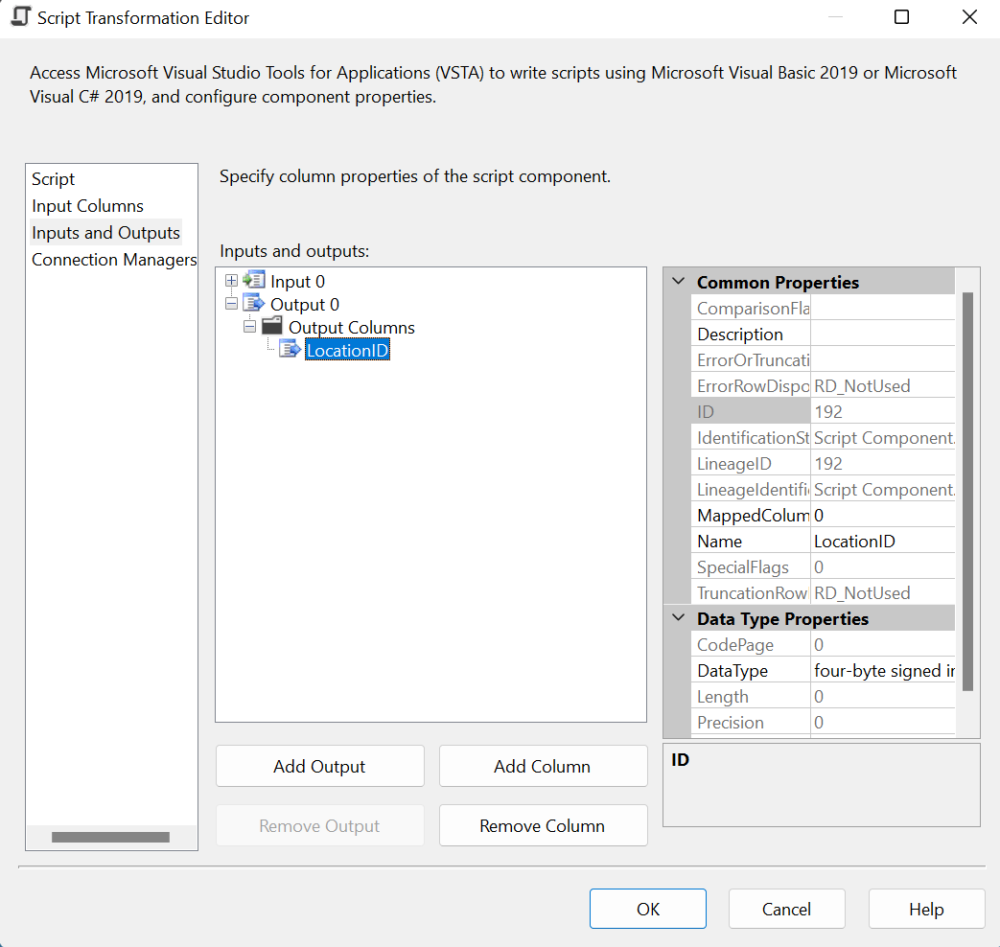 Script Transformation Editor
Access Microsoft Visual Studio Tools for Applications (VSTA) to write scripts using Microsoft Visual Basic 2019 or Microsoft
Visual C# 2019, and configure component properties.
Script
Input Columns
Inputs and Outputs
Connection Managers
Specify column properties of the script component.
Inputs and outputs:
Input 0
Output 0
Output Columns
LocationID
Common Properties
ComparisonFla
Description
ErrorOrTruncati
ErrorRowDispo RD_NotUsed
ID 192
IdentificationSt Script Component.
LineageID 192
LineageIdentifi Script Component.
MappedColum 0
Name LocationID
SpecialFlags 0
TruncationRow RD_NotUsed
Data Type Properties
CodePage 0
DataType four-byte signed in
Length 0
Precision 0
ID
Add Output Add Column
Remove Output Remove Column
OK Cancel Help